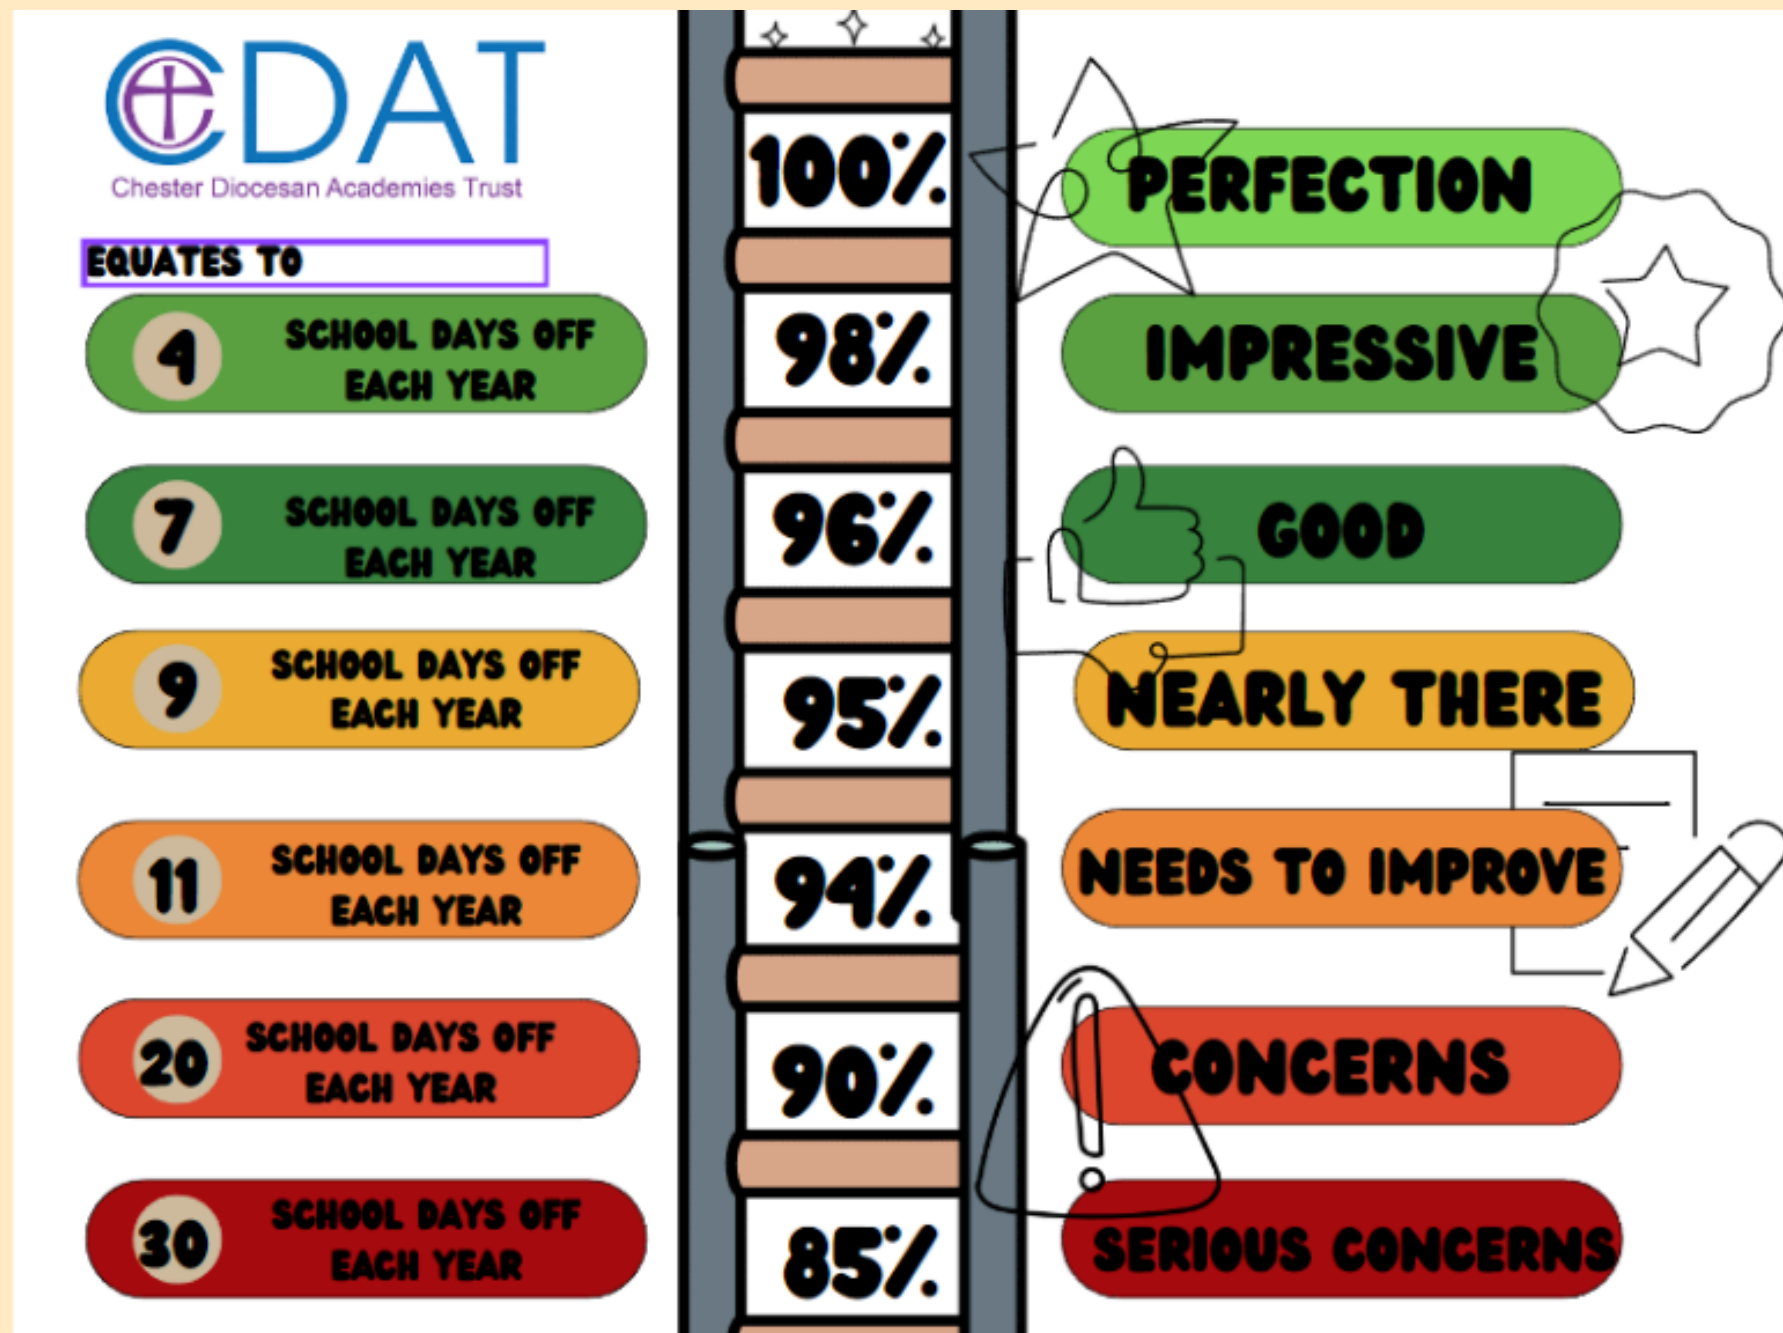 CDAT
Chester Diocesan Academies Trust
EQUATES TO
100%
PERFECTION
4
SCHOOL DAYS OFF
EACH YEAR
98%
IMPRESSIVE
7
SCHOOL DAYS OFF
EACH YEAR
96%
GOOD
9
SCHOOL DAYS OFF
EACH YEAR
95%
NEARLY THERE
11
SCHOOL DAYS OFF
EACH YEAR
94%
NEEDS TO IMPROVE
20
SCHOOL DAYS OFF
EACH YEAR
90%
CONCERNS
30
SCHOOL DAYS OFF
EACH YEAR
85%
SERIOUS CONCERNS